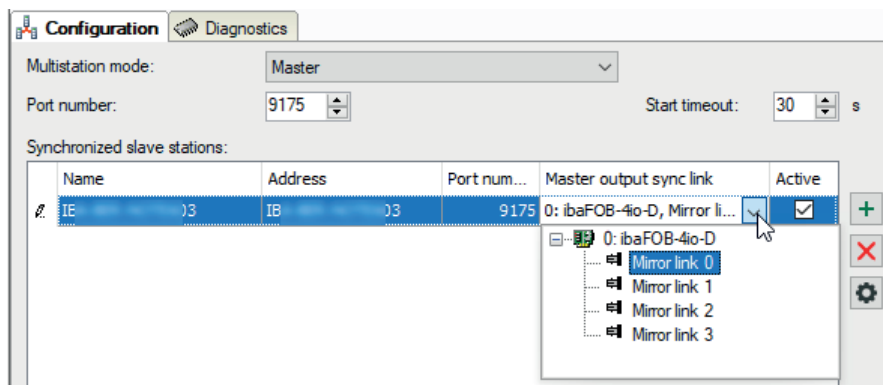 Configuration Diagnostics
Multistation mode: Master
Port number: 9175 Start timeout: 30 s
Synchronized slave stations:
Name Address Port num... Master output sync link Active
9175 0: ibaFOB-4io-D, Mirror li...
0: ibaFOB-4io-D
Mirror link 0
Mirror link 1
Mirror link 2
Mirror link 3